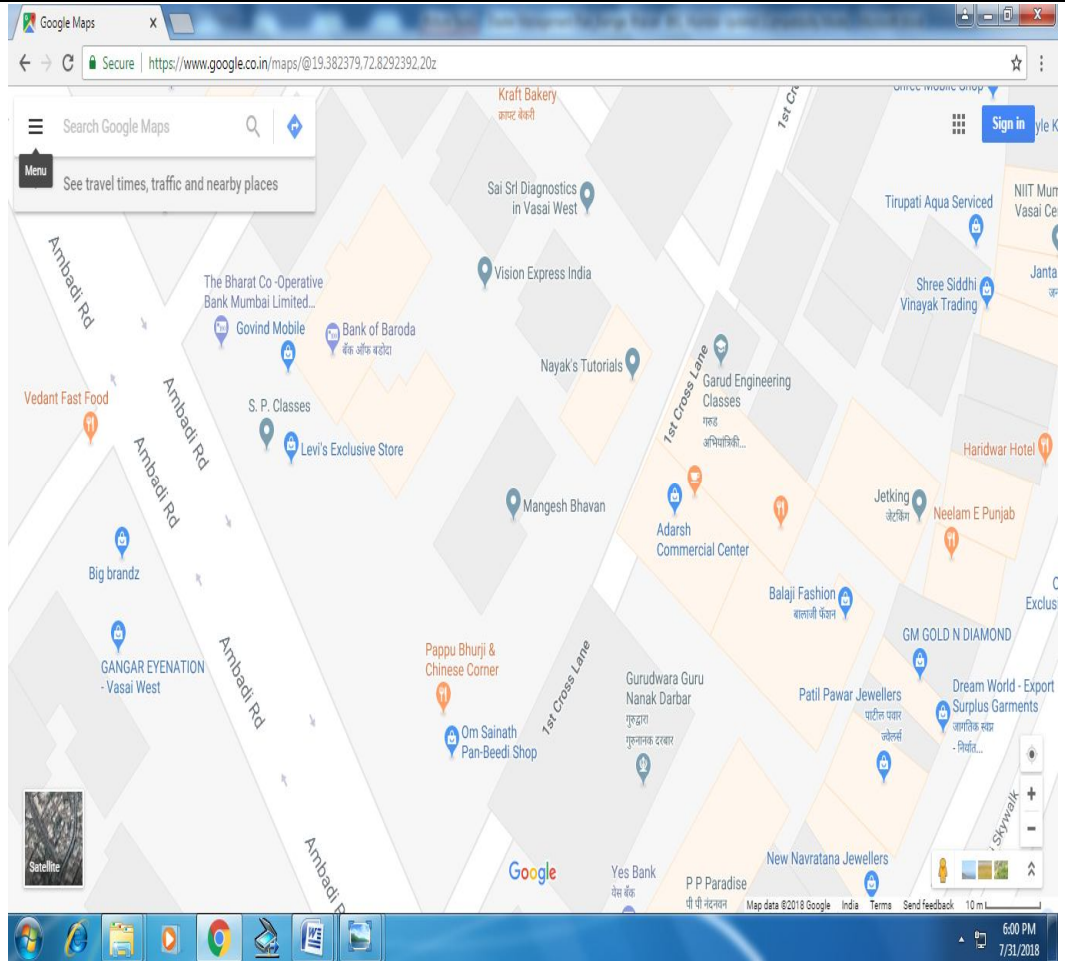 Google Maps
Secure | https://www.google.co.in/maps/@19.382379,72.8292392,20z
Search Google Maps
Menu
See travel times, traffic and nearby places
Sign in
Kraft Bakery
क्राफ्ट बेकरी
Sai Srl Diagnostics
in Vasai West
Tirupati Aqua Serviced
NIIT Mum
Vasai Ce
Ambadi Rd
The Bharat Co -Operative
Bank Mumbai Limited...
Vision Express India
Janta
Shree Siddhi
Vinayak Trading
Govind Mobile
Bank of Baroda
बँक ऑफ बडोदा
Nayak's Tutorials
1st Cross Lane
Garud Engineering
Classes
गरुड
अभियांत्रिकी...
Vedant Fast Food
Ambadi Rd
S. P. Classes
Levi's Exclusive Store
Haridwar Hotel
Ambadi Rd
Mangesh Bhavan
Jetking
जेटकिंग
Neelam E Punjab
Adarsh
Commercial Center
Big brandz
Balaji Fashion
बालाजी फॅशन
Exclus
GM GOLD N DIAMOND
GANGAR EYENATION
- Vasai West
Ambadi Rd
Pappu Bhurji &
Chinese Corner
1st Cross Lane
Gurudwara Guru
Nanak Darbar
गुरुद्वारा
गुरुनानक दरबार
Patil Pawar Jewellers
पाटील पवार
ज्वेलर्स
Dream World - Export
Surplus Garments
जागतिक स्वप्न
- निर्यात...
Om Sainath
Pan-Beedi Shop
Skywalk
Satellite
Ambadi R
Google
Yes Bank
येस बँक
P P Paradise
पी पी नंदनवन
New Navratana Jewellers
Map data ©2018 Google India Terms Send feedback 10 m
6:00 PM
7/31/2018